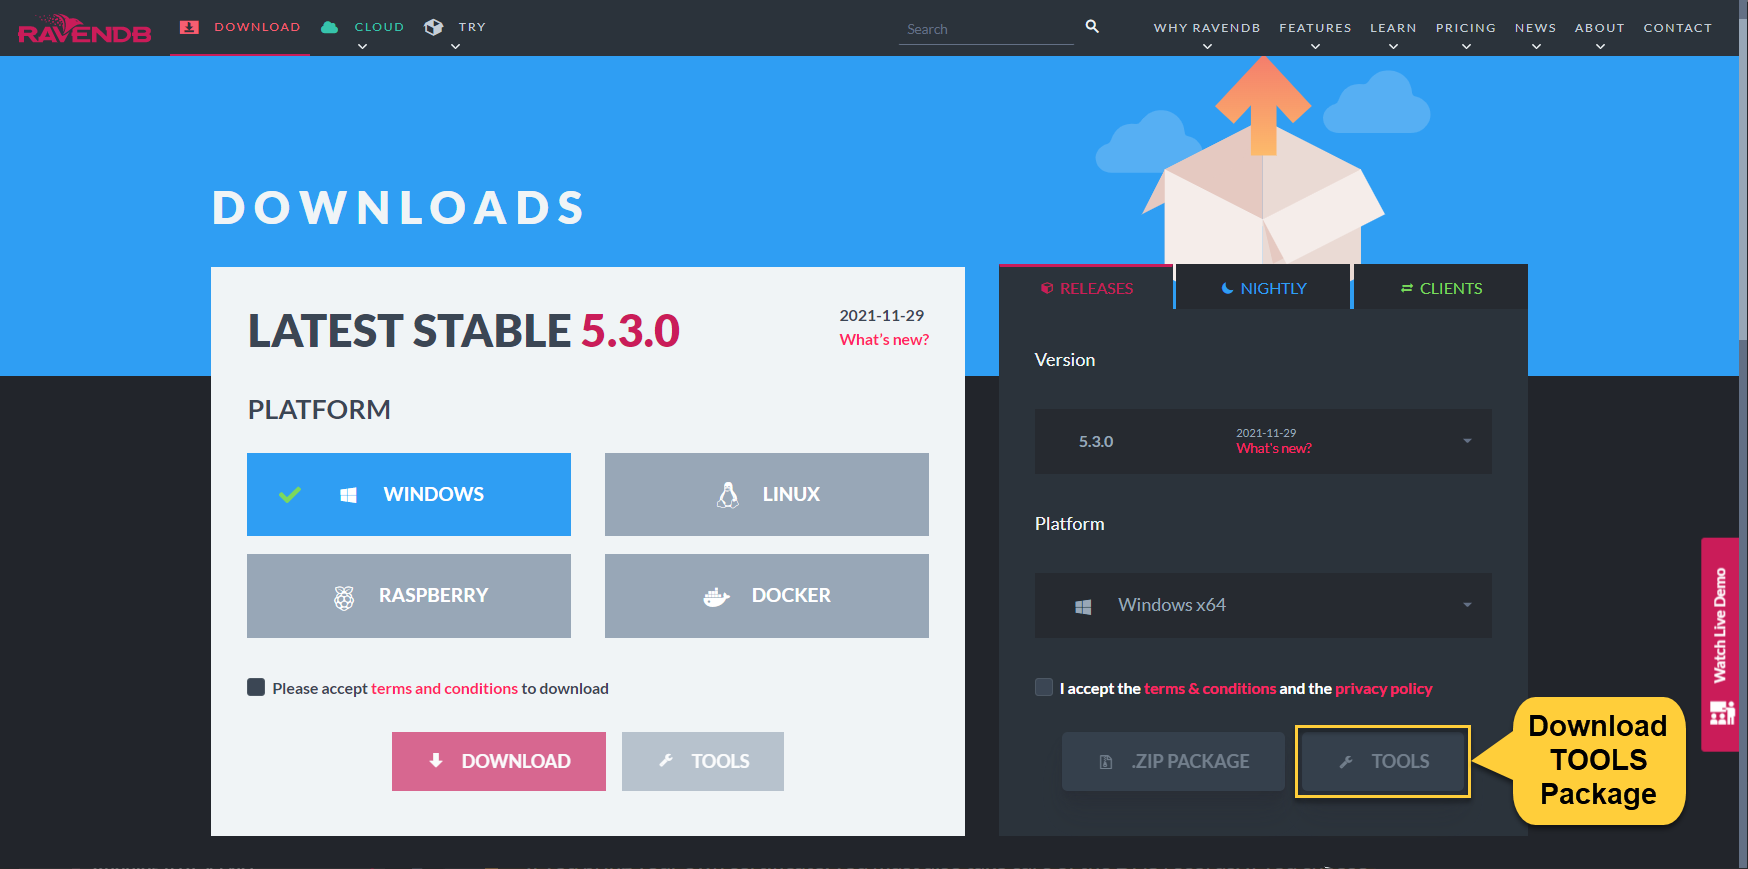 RAVENDB
DOWNLOAD
CLOUD
TRY
Search
WHY RAVENDB
FEATURES
LEARN
PRICING
NEWS
ABOUT
CONTACT
DOWNLOADS
LATEST STABLE 5.3.0
2021-11-29
What's new?
PLATFORM
WINDOWS
LINUX
RASPBERRY
DOCKER
Please accept terms and conditions to download
DOWNLOAD
TOOLS
RELEASES
NIGHTLY
CLIENTS
Version
5.3.0
2021-11-29
What's new?
Platform
Windows x64
I accept the terms & conditions and the privacy policy
.ZIP PACKAGE
TOOLS
Watch Live Demo
Download
TOOLS
Package